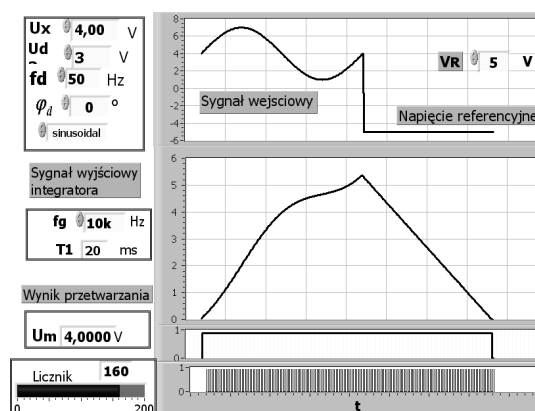 Ux 4,00 V
Ud 3 V
fd 50 Hz
φd 0 °
sinusoidal
8
6
4
2
0
-2
-4
-6
VR 5 V
Sygnał wejsciowy
Napięcie referencyjne
Sygnał wyjściowy
integratora
6
5
4
3
2
1
0
fg 10k Hz
T1 20 ms
Wynik przetwarzania
Um 4,0000 V
1
0
Licznik 160
0 200
1
0
t